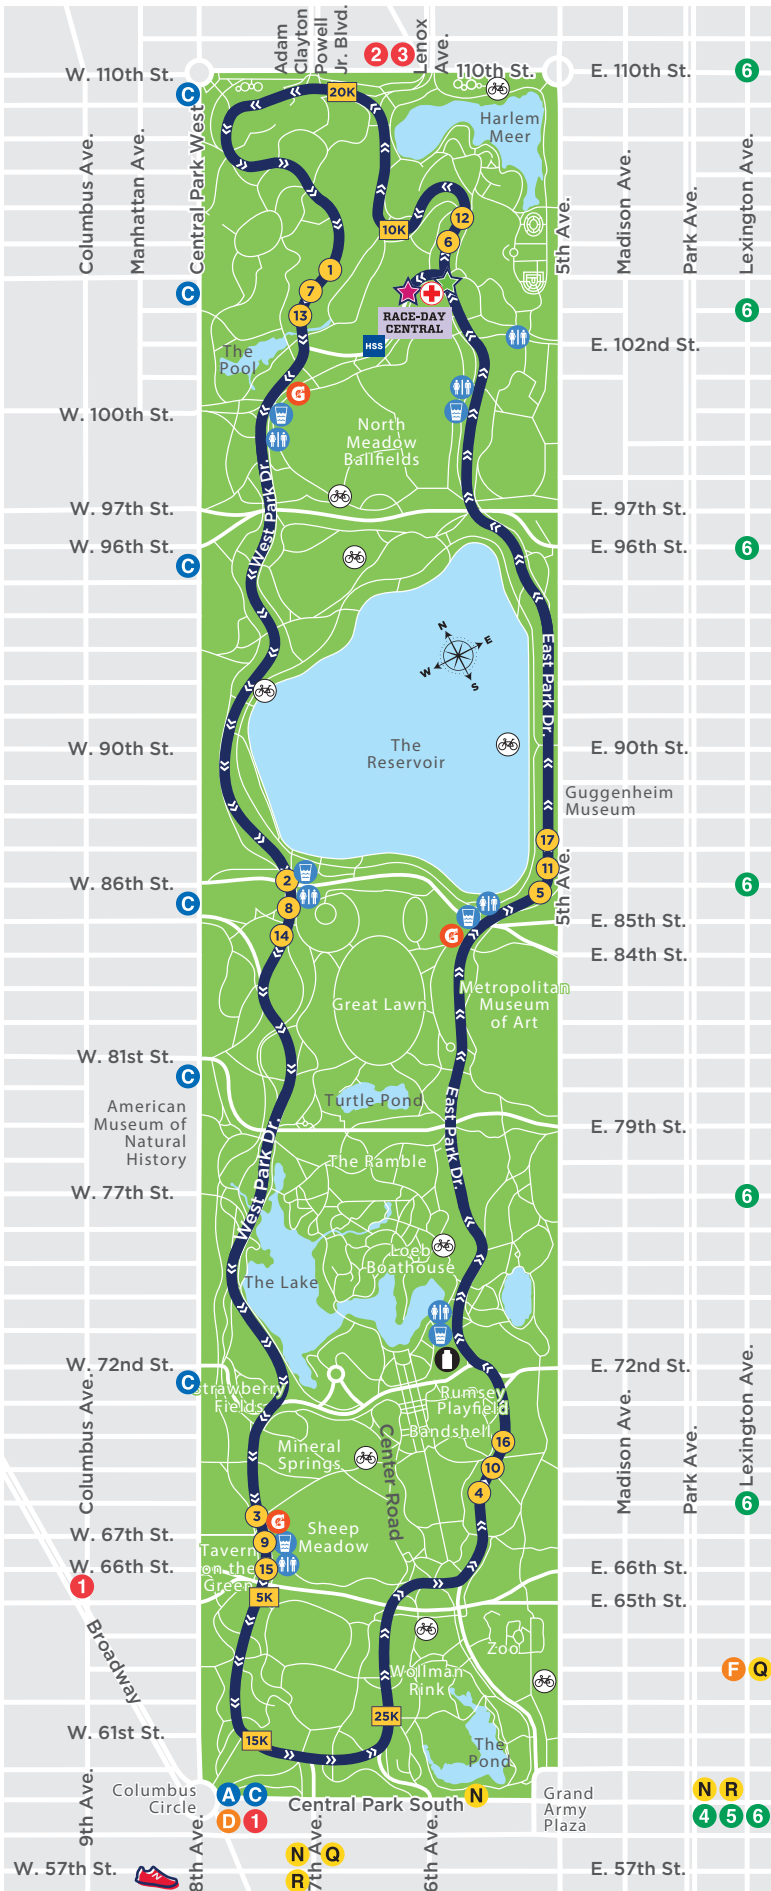 Adam
Clayton
Powell
Jr. Blvd.
2 3
Lenox
Ave.
W. 110th St.
110th St.
E. 110th St.
6
C
20K
Harlem
Meer
Columbus Ave.
Manhattan Ave.
Central Park West
5th Ave.
Madison Ave.
Park Ave.
Lexington Ave.
12
10K
6
1
C
7
13
6
RACE-DAY
CENTRAL
HSS
E. 102nd St.
The
Pool
G
W. 100th St.
North
Meadow
Ballfields
West Park Dr.
W. 97th St.
E. 97th St.
W. 96th St.
E. 96th St.
6
C
N
E
W
S
East Park Dr.
W. 90th St.
The
Reservoir
E. 90th St.
Guggenheim
Museum
17
11
5
5th Ave.
2
W. 86th St.
6
C
8
14
G
E. 85th St.
E. 84th St.
Metropolitan
Museum
of Art
Great Lawn
W. 81st St.
C
American
Museum of
Natural
History
Turtle Pond
East Park Dr.
West Park Dr.
E. 79th St.
The Ramble
W. 77th St.
6
Loeb
Boathouse
The Lake
W. 72nd St.
E. 72nd St.
C
Strawberry
Fields
Rumsey
Playfield
Bandshell
Columbus Ave.
Madison Ave.
Park Ave.
Lexington Ave.
16
Mineral
Springs
Center Road
10
4
6
3
G
W. 67th St.
9
Sheep
Meadow
W. 66th St.
Tavern
on the
Green
15
E. 66th St.
1
5K
E. 65th St.
Broadway
Zoo
Wollman
Rink
F Q
25K
W. 61st St.
15K
The
Pond
Columbus
Circle
A C
D 1
Central Park South
N
Grand
Army
Plaza
N R
4 5 6
9th Ave.
8th Ave.
7th Ave.
6th Ave.
N Q
R
W. 57th St.
N
E. 57th St.